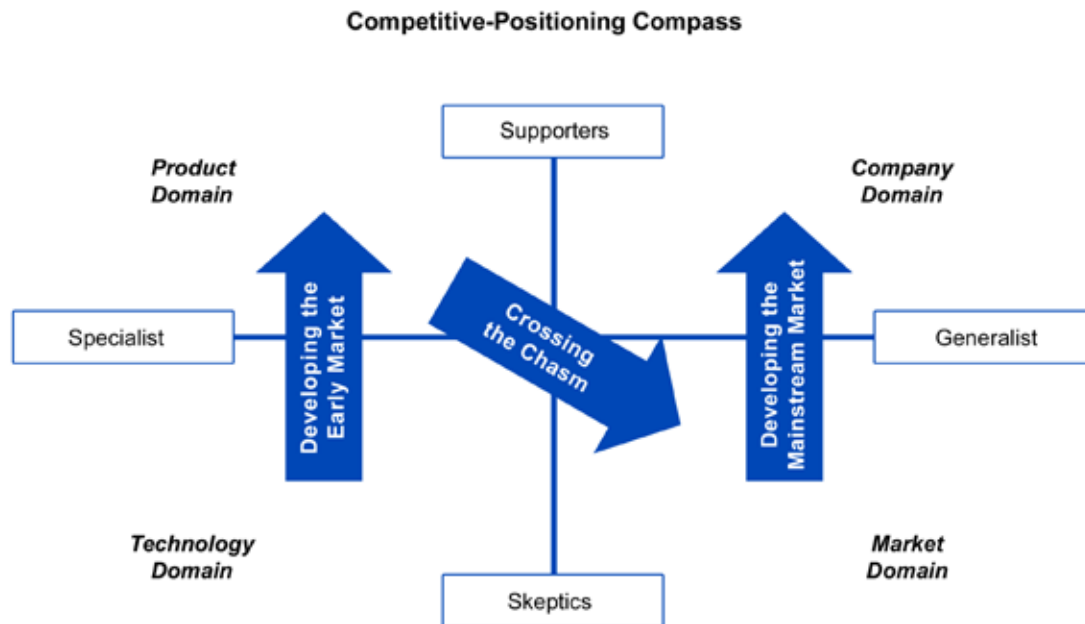 Competitive-Positioning Compass
Supporters
Product
Domain
Company
Domain
Specialist
Developing the
Early Market
Crossing
the Chasm
Developing the
Mainstream Market
Generalist
Technology
Domain
Market
Domain
Skeptics